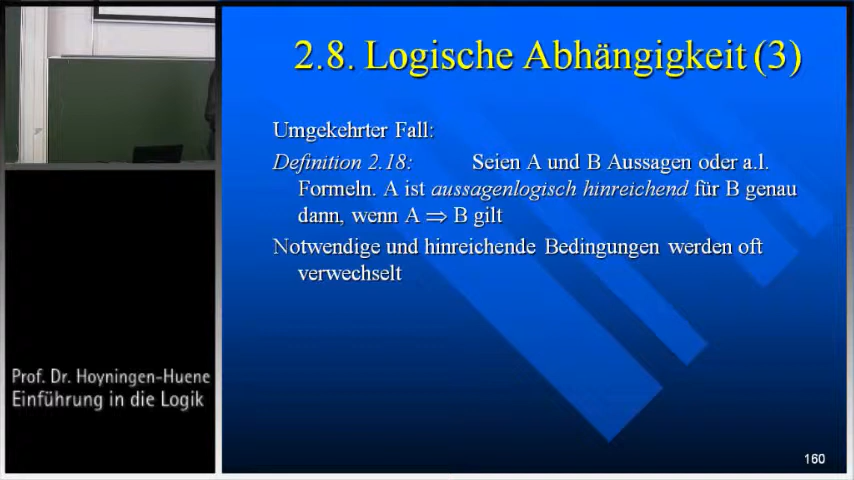 2.8. Logische Abhängigkeit (3)
Umgekehrter Fall:
Definition 2.18: Seien A und B Aussagen oder a.l.
Formeln. A ist aussagenlogisch hinreichend für B genau
dann, wenn A ⇒ B gilt
Notwendige und hinreichende Bedingungen werden oft
verwechselt
Prof. Dr. Hoyningen-Huene
Einführung in die Logik
160